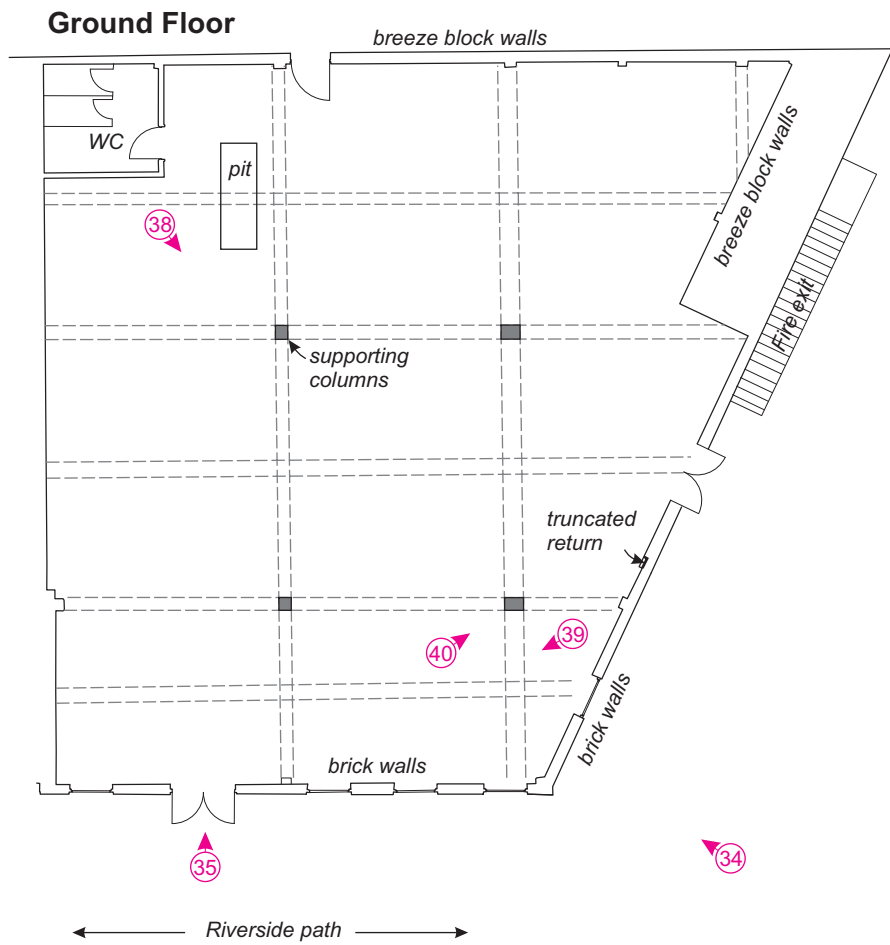 Ground Floor
breeze block walls
WC
pit
breeze block walls
38
Fire exit
supporting
columns
truncated
return
39
40
brick walls
brick walls
35
34
Riverside path